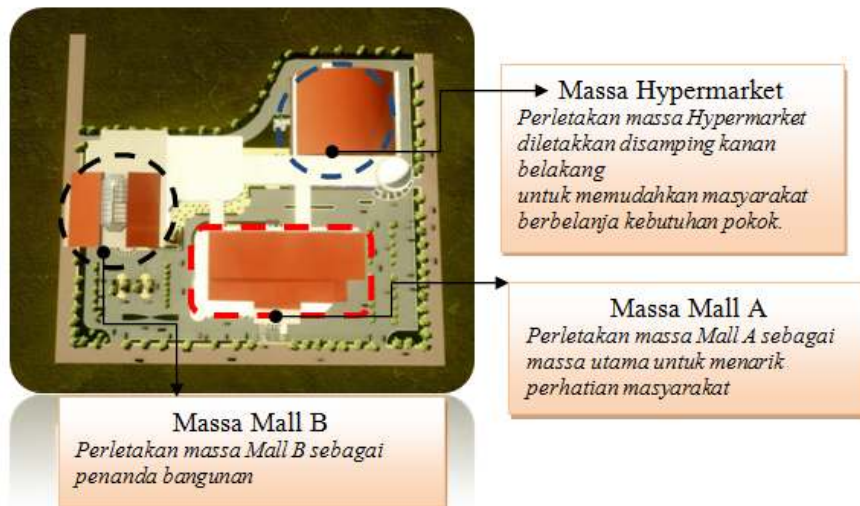 Massa Hypermarket
Perletakan massa Hypermarket
diletakkan disamping kanan
belakang
untuk memudahkan masyarakat
berbelanja kebutuhan pokok.
Massa Mall A
Perletakan massa Mall A sebagai
massa utama untuk menarik
perhatian masyarakat
Massa Mall B
Perletakan massa Mall B sebagai
penanda bangunan